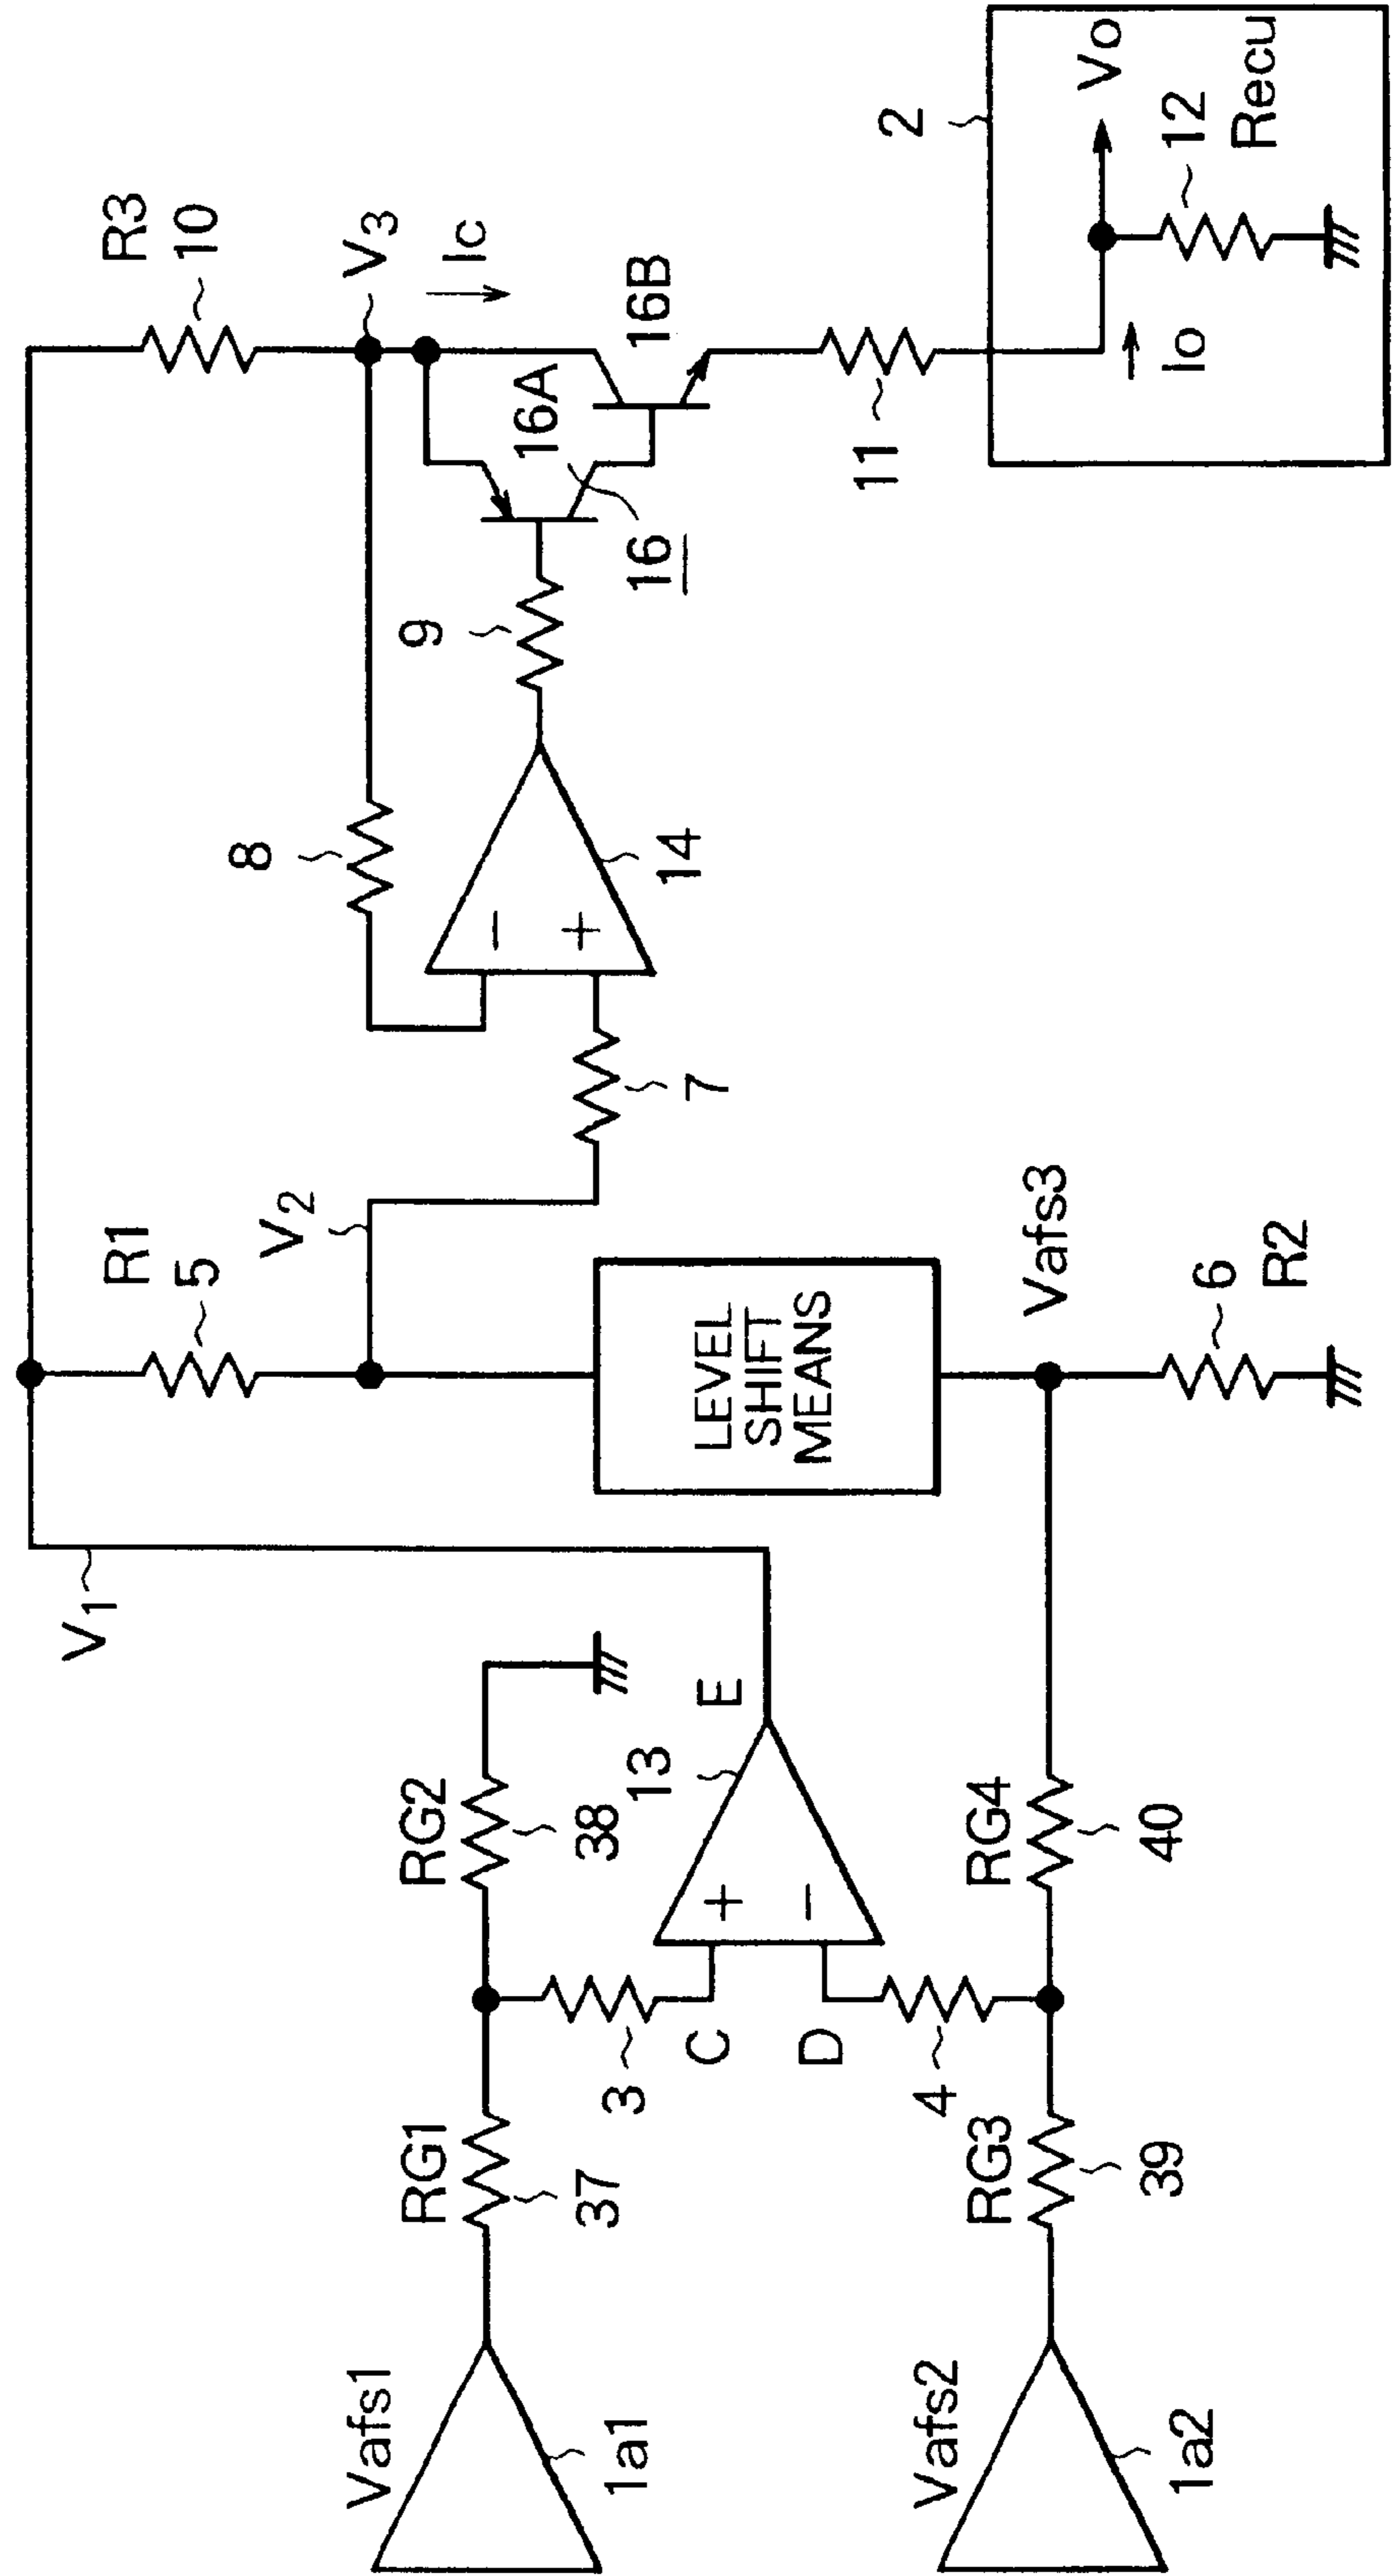 Vafs1
1a1
RG1
37
RG2
38
3
C
13
+
−
E
D
4
Vafs2
1a2
RG3
39
RG4
40
V1
R1
5
V2
LEVEL
SHIFT
MEANS
Vafs3
6
R2
7
8
−
+
14
9
16
16A
16B
R3
10
V3
Ic
11
2
Io
Vo
12
Recu